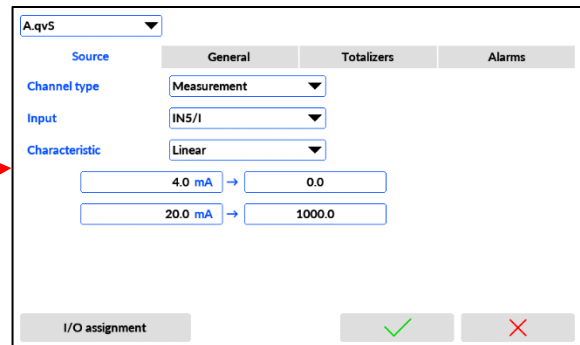 A.qvS
Source General Totalizers Alarms
Channel type Measurement
Input IN5/I
Characteristic Linear
4.0 mA → 0.0
20.0 mA → 1000.0
I/O assignment